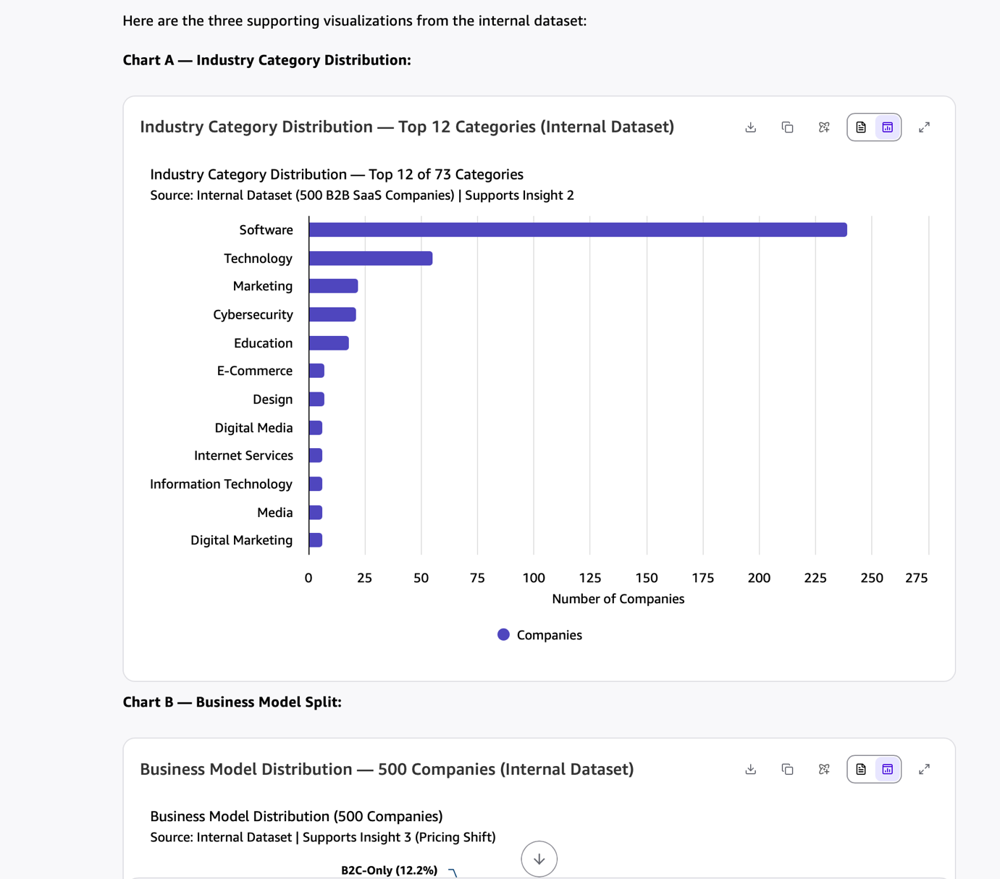 Here are the three supporting visualizations from the internal dataset:
Chart A — Industry Category Distribution:
Industry Category Distribution — Top 12 Categories (Internal Dataset)
Industry Category Distribution — Top 12 of 73 Categories
Source: Internal Dataset (500 B2B SaaS Companies) | Supports Insight 2
Software
Technology
Marketing
Cybersecurity
Education
E-Commerce
Design
Digital Media
Internet Services
Information Technology
Media
Digital Marketing
0 25 50 75 100 125 150 175 200 225 250 275
Number of Companies
Companies
Chart B — Business Model Split:
Business Model Distribution — 500 Companies (Internal Dataset)
Business Model Distribution (500 Companies)
Source: Internal Dataset | Supports Insight 3 (Pricing Shift)
B2C-Only (12.2%)